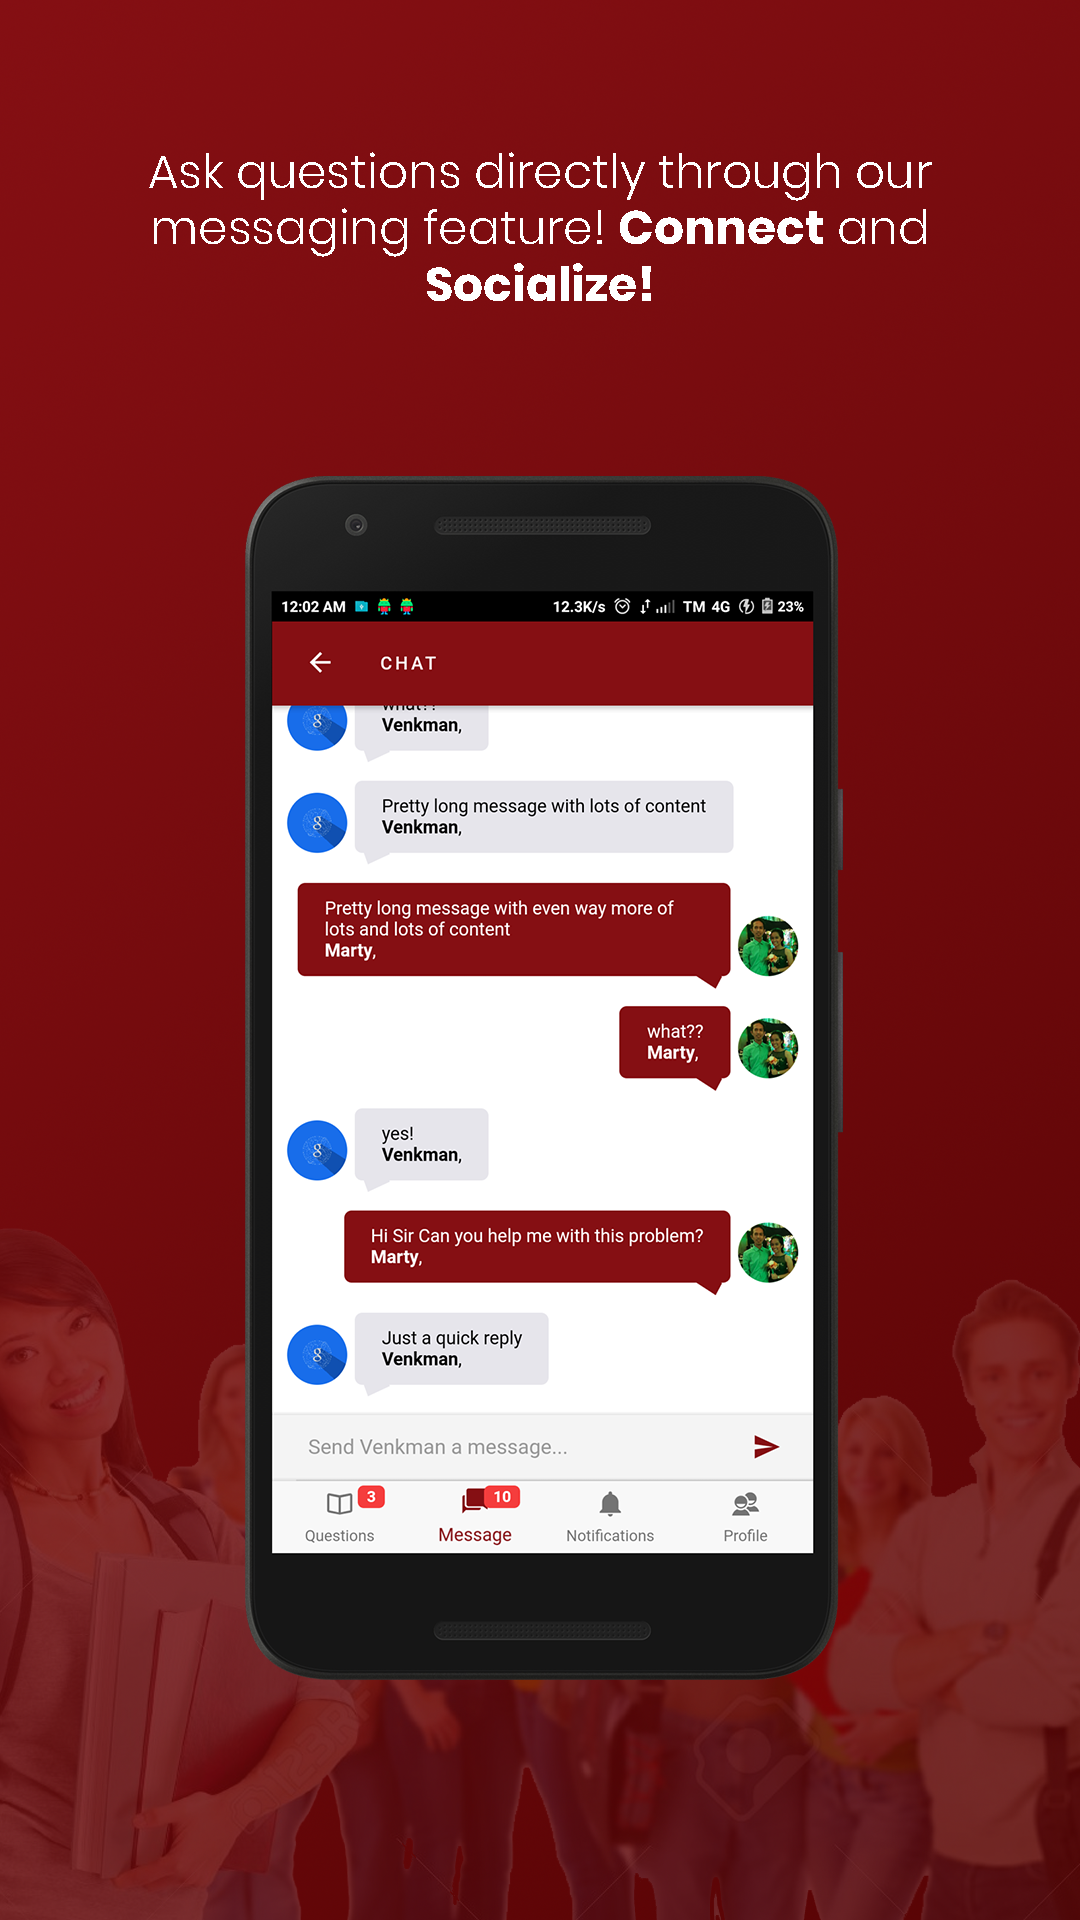 Ask questions directly through our
messaging feature! Connect and
Socialize!
12:02 AM 12.3K/s TM 4G 23%
CHAT
what??
Venkman,
Pretty long message with lots of content
Venkman,
Pretty long message with even way more of
lots and lots of content
Marty,
what??
Marty,
yes!
Venkman,
Hi Sir Can you help me with this problem?
Marty,
Just a quick reply
Venkman,
Send Venkman a message...
3
10
Questions
Message
Notifications
Profile